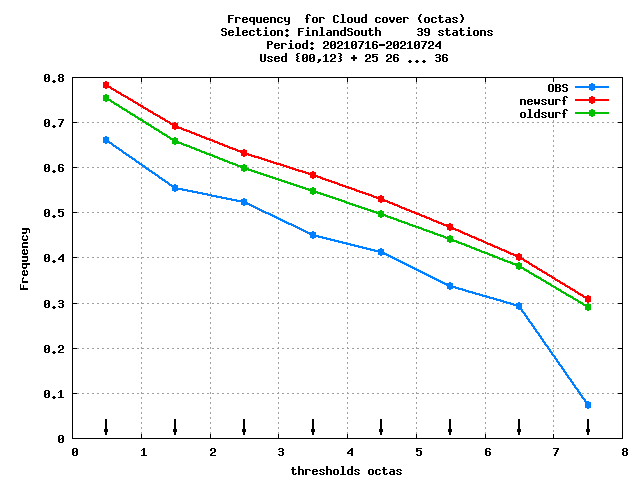 Frequency  for Cloud cover (octas)
Selection: FinlandSouth     39 stations
Period: 20210716-20210724
Used {00,12} + 25 26 ... 36
OBS
newsurf
oldsurf
0.8
0.7
0.6
0.5
0.4
0.3
0.2
0.1
0
Frequency
0 1 2 3 4 5 6 7 8
thresholds octas